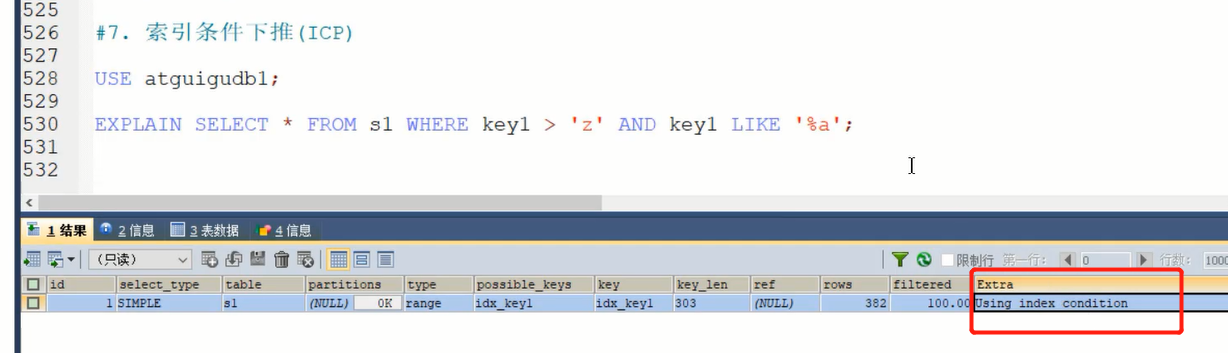 525
526 #7. 索引条件下推(ICP)
527
528 USE atguigudb1;
529
530 EXPLAIN SELECT * FROM s1 WHERE key1 > 'z' AND key1 LIKE '%a';
531
532
1 结果 2 信息 3 表数据 4 信息
(只读) 限制行 第一行: 0 行数: 1000
id select_type table partitions type possible_keys key key_len ref rows filtered Extra
1 SIMPLE s1 (NULL) OK range idx_key1 idx_key1 303 (NULL) 382 100.00 Using index condition